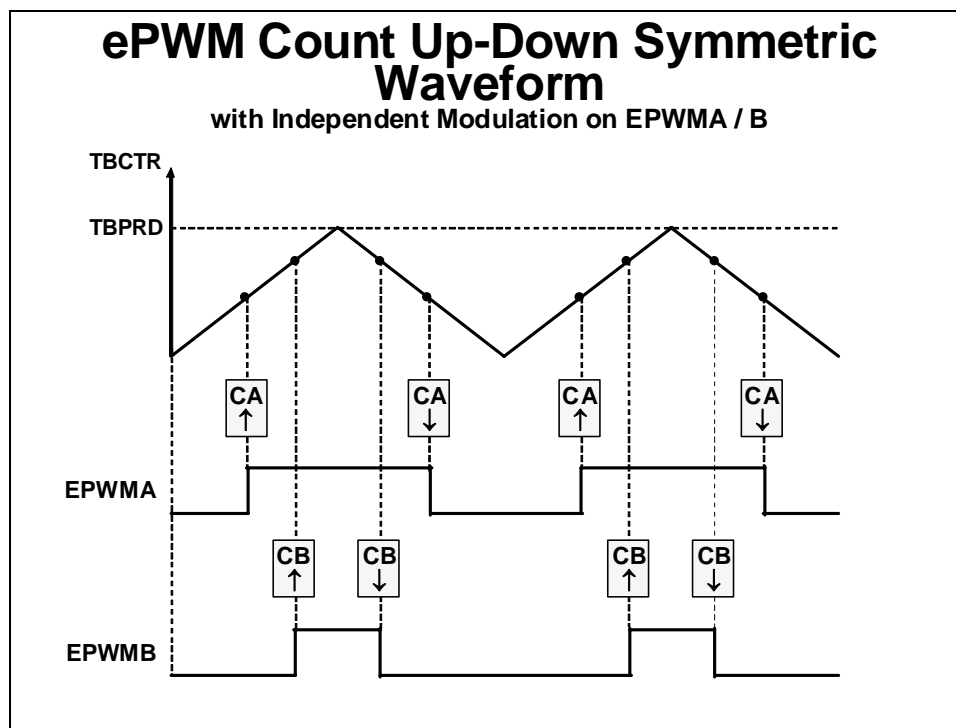 ePWM Count Up-Down Symmetric
Waveform
with Independent Modulation on EPWMA / B
TBCTR
TBPRD
CA
↑
CA
↓
CA
↑
CA
↓
EPWMA
CB
↑
CB
↓
CB
↑
CB
↓
EPWMB